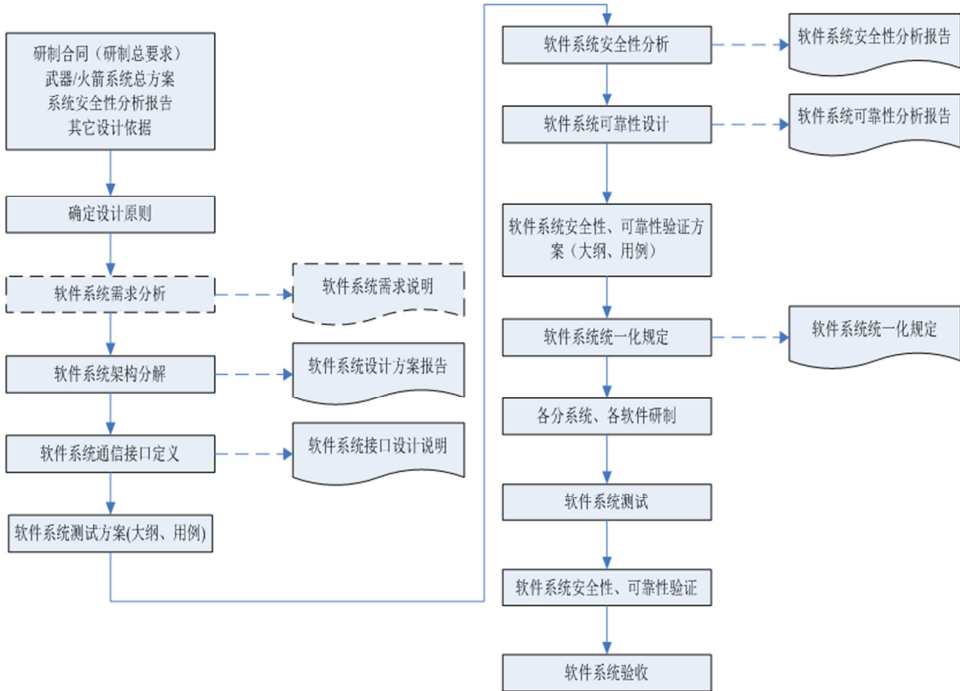 研制合同（研制总要求）
武器/火箭系统总方案
系统安全性分析报告
其它设计依据
确定设计原则
软件系统需求分析
软件系统需求说明
软件系统架构分解
软件系统设计方案报告
软件系统通信接口定义
软件系统接口设计说明
软件系统测试方案(大纲、用例)
软件系统安全性分析
软件系统安全性分析报告
软件系统可靠性设计
软件系统可靠性分析报告
软件系统安全性、可靠性验证方
案（大纲、用例）
软件系统统一化规定
软件系统统一化规定
各分系统、各软件研制
软件系统测试
软件系统安全性、可靠性验证
软件系统验收